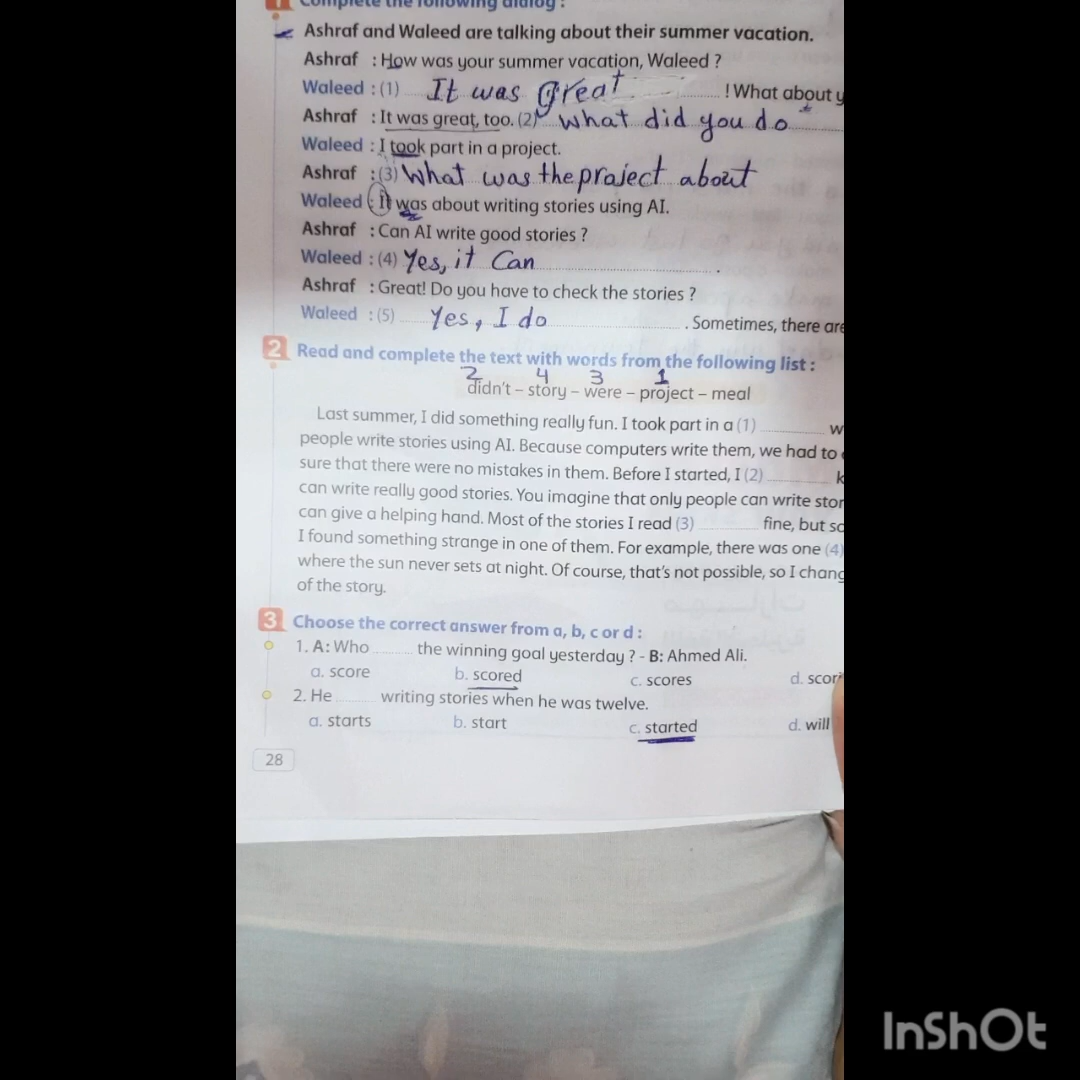 Complete the following dialog :
Ashraf and Waleed are talking about their summer vacation.
Ashraf : How was your summer vacation, Waleed ?
Waleed : (1) It was great ! What about y
Ashraf : It was great, too. (2) what did you do
Waleed : I took part in a project.
Ashraf : (3) What was the praject about
Waleed : It was about writing stories using AI.
Ashraf : Can AI write good stories ?
Waleed : (4) Yes, it Can .
Ashraf : Great! Do you have to check the stories ?
Waleed : (5) Yes, I do . Sometimes, there are
2 Read and complete the text with words from the following list :
2 4 3 1
didn't – story – were – project – meal
Last summer, I did something really fun. I took part in a (1) w
people write stories using AI. Because computers write them, we had to
sure that there were no mistakes in them. Before I started, I (2) k
can write really good stories. You imagine that only people can write stor
can give a helping hand. Most of the stories I read (3) fine, but so
I found something strange in one of them. For example, there was one (4)
where the sun never sets at night. Of course, that's not possible, so I chang
of the story.
3 Choose the correct answer from a, b, c or d :
1. A: Who the winning goal yesterday ? - B: Ahmed Ali.
a. score b. scored c. scores d. scori
2. He writing stories when he was twelve.
a. starts b. start c. started d. will
28
InShOt